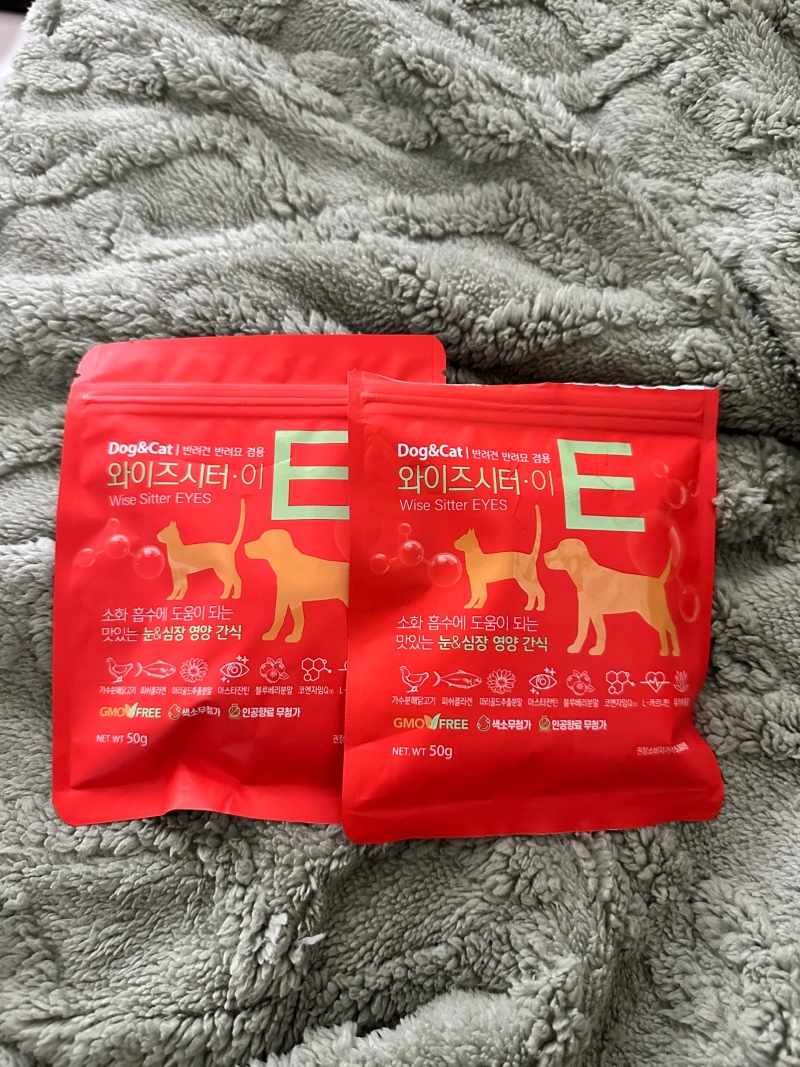 Dog&Cat | 반려견 반려묘 겸용
와이즈시터·이
E
Wise Sitter EYES
소화 흡수에 도움이 되는
맛있는 눈&심장 영양 간식
가수분해닭고기 피쉬콜라겐 마리골드추출분말 아스타잔틴 블루베리분말 코엔자임Q10 L-
GMO FREE 색소무첨가 인공향료 무첨가
NET. WT 50g
권장
Dog&Cat | 반려견 반려묘 겸용
와이즈시터·이
E
Wise Sitter EYES
소화 흡수에 도움이 되는
맛있는 눈&심장 영양 간식
가수분해닭고기 피쉬콜라겐 마리골드추출분말 아스타잔틴 블루베리분말 코엔자임Q10 L-카르니틴
GMO FREE 색소무첨가 인공향료 무첨가
NET. WT 50g